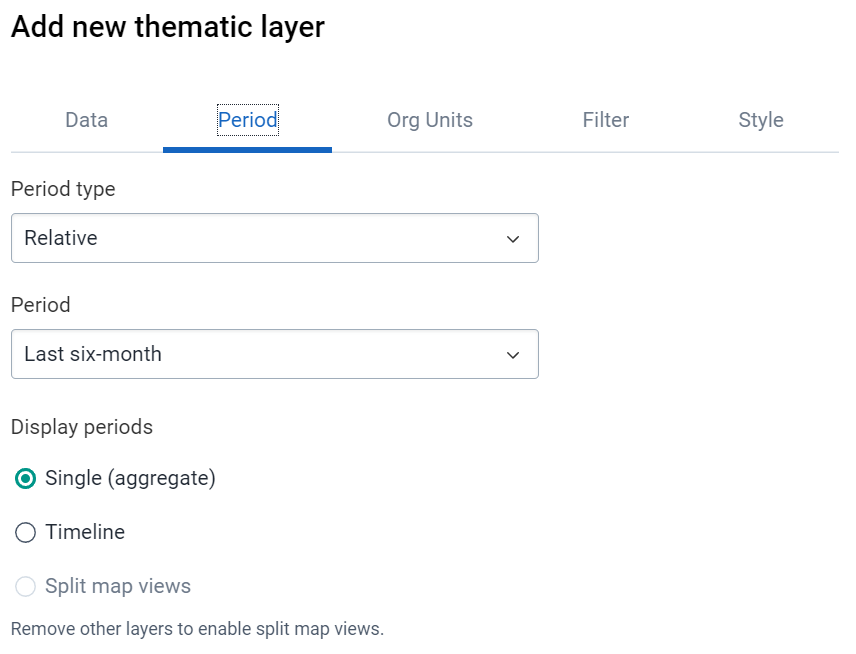 Add new thematic layer
Data Period Org Units Filter Style
Period type
Relative
Period
Last six-month
Display periods
Single (aggregate)
Timeline
Split map views
Remove other layers to enable split map views.